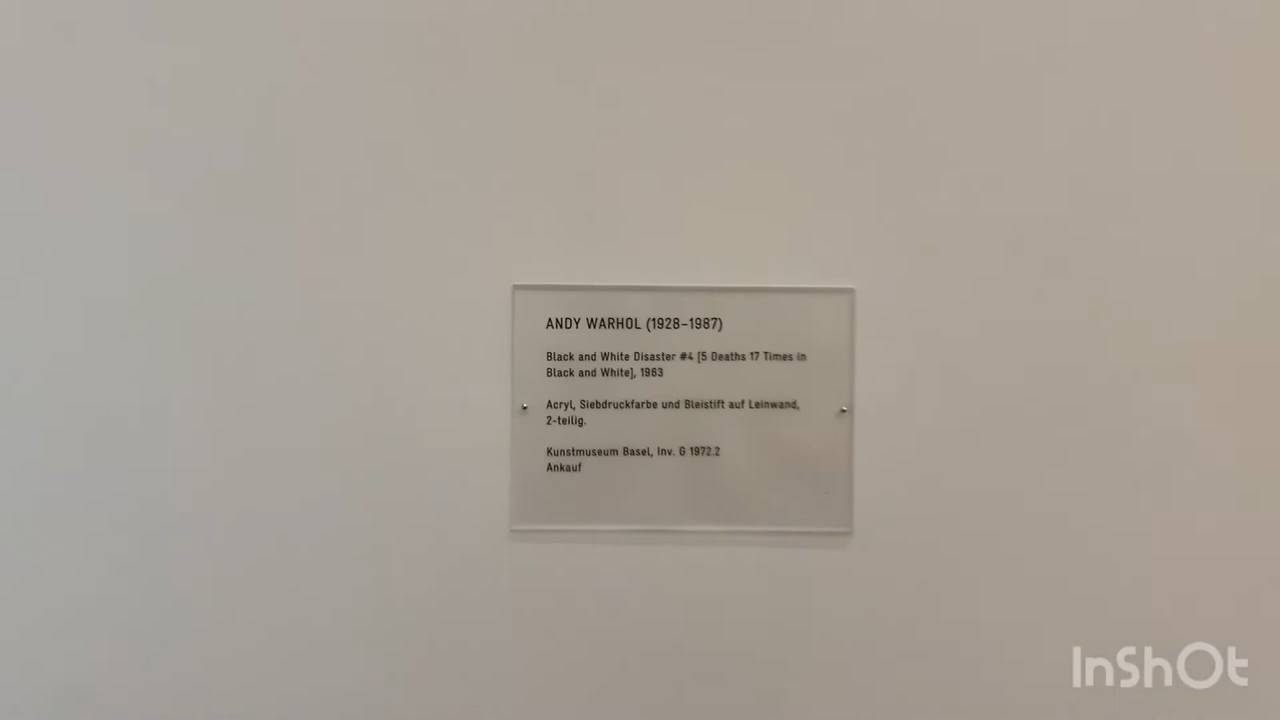 ANDY WARHOL (1928–1987)
Black and White Disaster #4 [5 Deaths 17 Times in
Black and White], 1963
Acryl, Siebdruckfarbe und Bleistift auf Leinwand,
2-teilig.
Kunstmuseum Basel, Inv. G 1972.2
Ankauf
InShOt